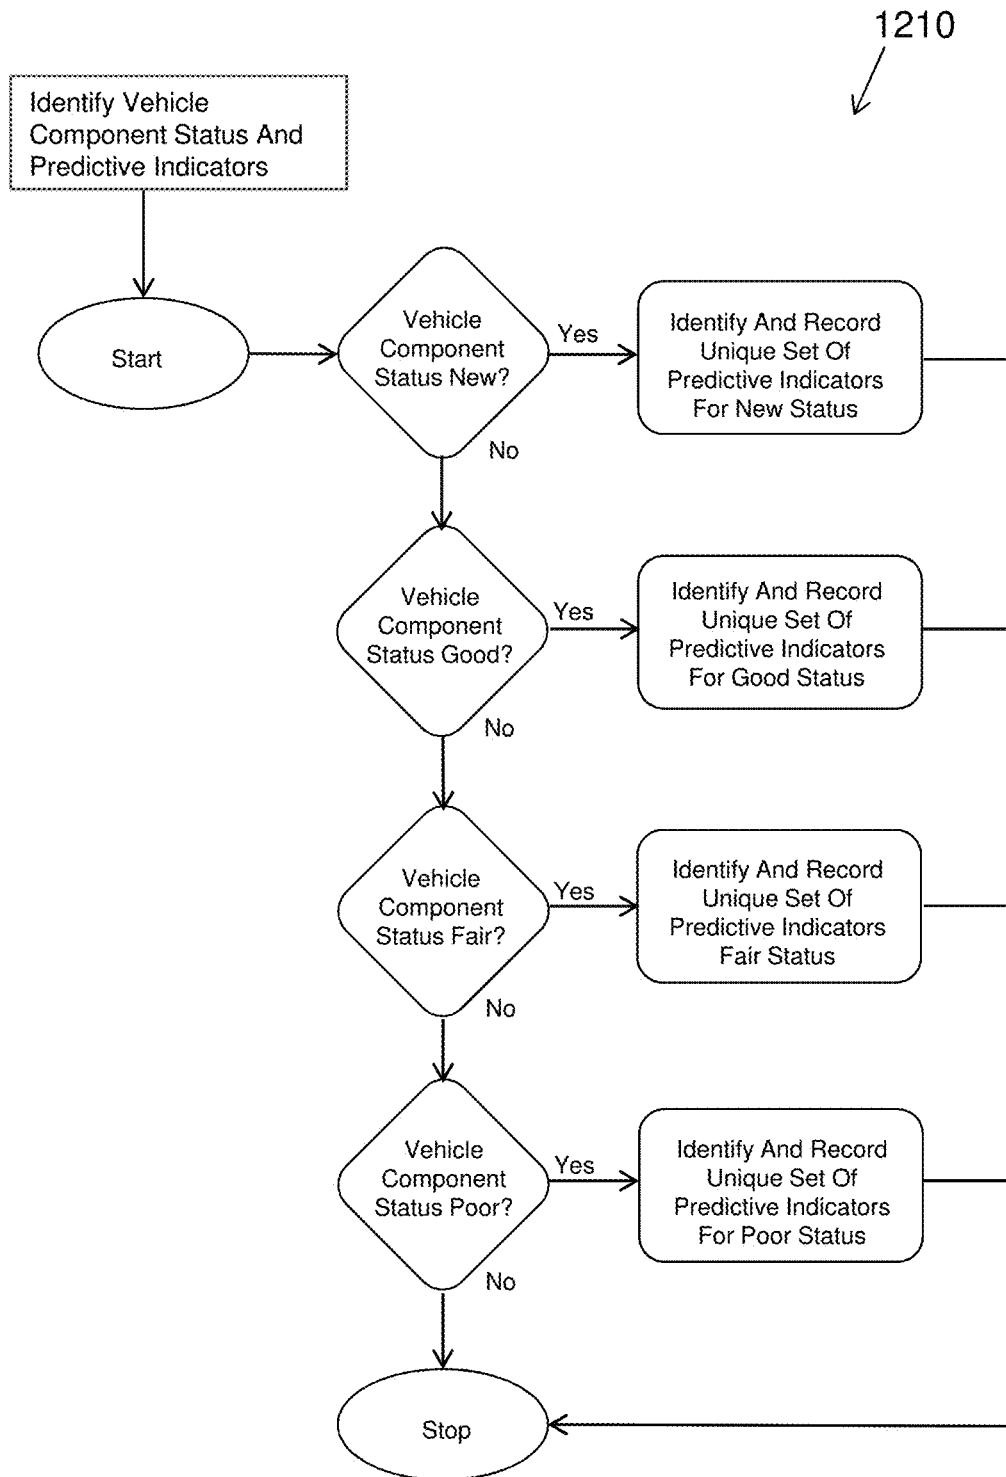 1210
Identify Vehicle
Component Status And
Predictive Indicators
Start
Vehicle
Component
Status New?
Yes
No
Identify And Record
Unique Set Of
Predictive Indicators
For New Status
Vehicle
Component
Status Good?
Yes
No
Identify And Record
Unique Set Of
Predictive Indicators
For Good Status
Vehicle
Component
Status Fair?
Yes
No
Identify And Record
Unique Set Of
Predictive Indicators
Fair Status
Vehicle
Component
Status Poor?
Yes
No
Identify And Record
Unique Set Of
Predictive Indicators
For Poor Status
Stop